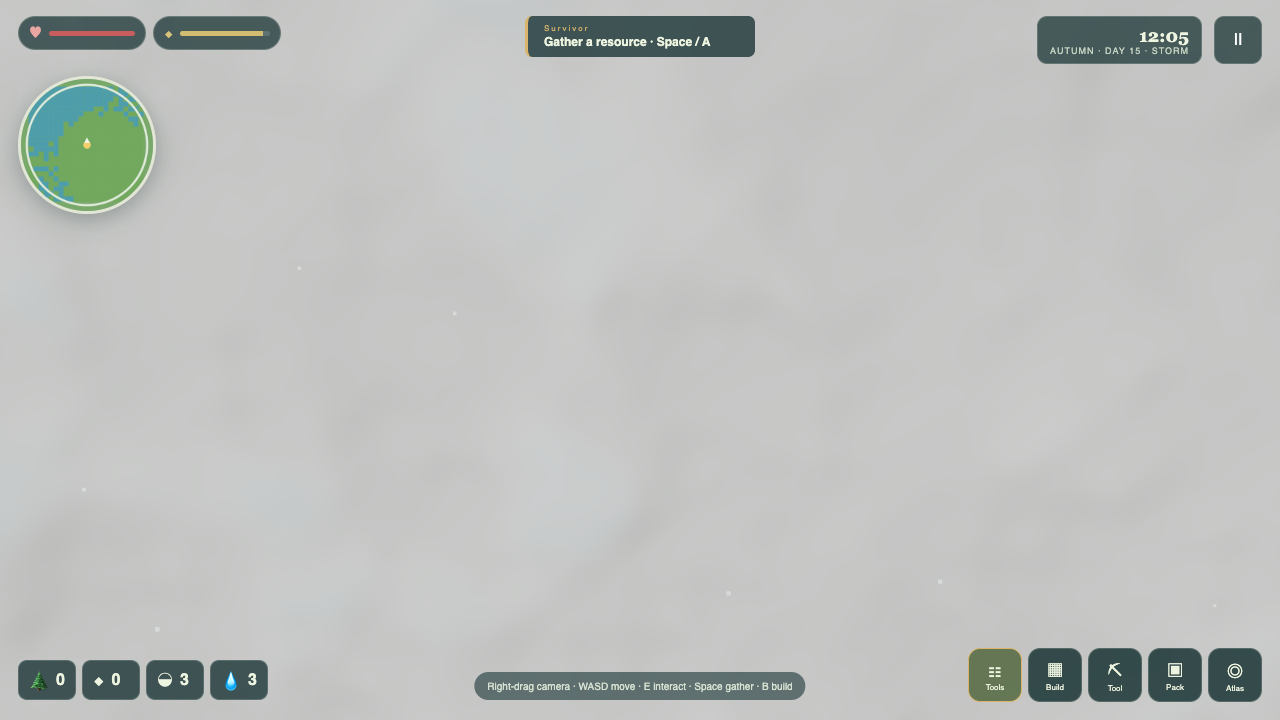 Survivor
Gather a resource · Space / A
12:05
AUTUMN · DAY 15 · STORM
0
0
3
3
Right-drag camera · WASD move · E interact · Space gather · B build
Tools
Build
Tool
Pack
Atlas